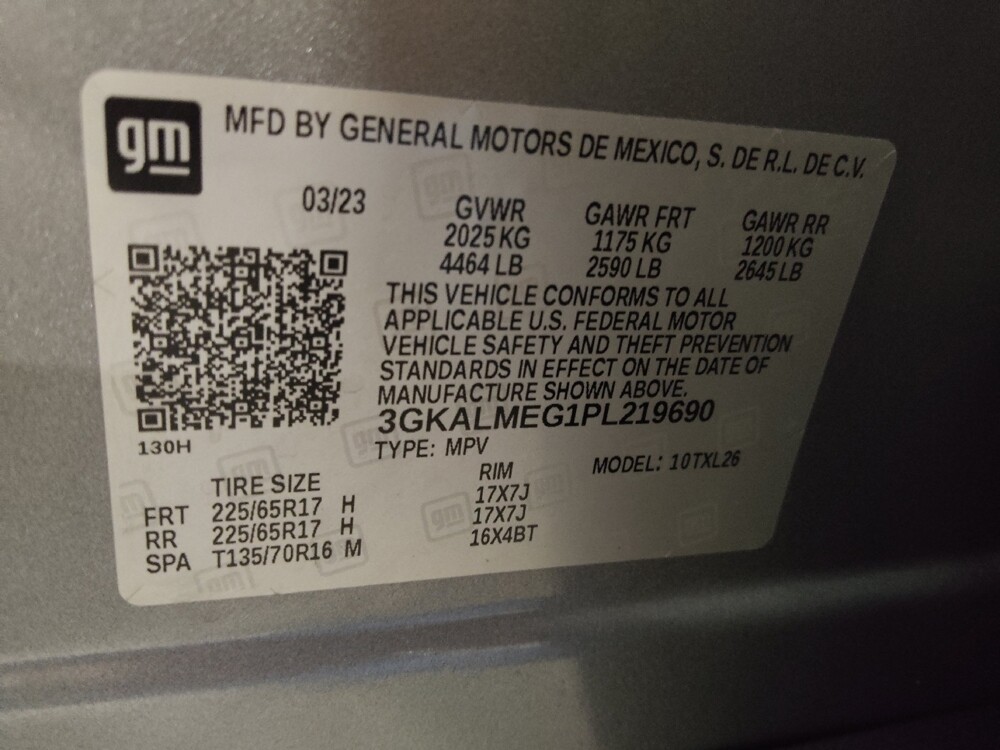 gm MFD BY GENERAL MOTORS DE MEXICO, S. DE R.L. DE C.V.
03/23 GVWR GAWR FRT GAWR RR
2025 KG 1175 KG 1200 KG
4464 LB 2590 LB 2645 LB
THIS VEHICLE CONFORMS TO ALL
APPLICABLE U.S. FEDERAL MOTOR
VEHICLE SAFETY AND THEFT PREVENTION
STANDARDS IN EFFECT ON THE DATE OF
MANUFACTURE SHOWN ABOVE.
3GKALMEG1PL219690
130H TYPE: MPV MODEL: 10TXL26
TIRE SIZE RIM
FRT 225/65R17 H 17X7J
RR 225/65R17 H 17X7J
SPA T135/70R16 M 16X4BT